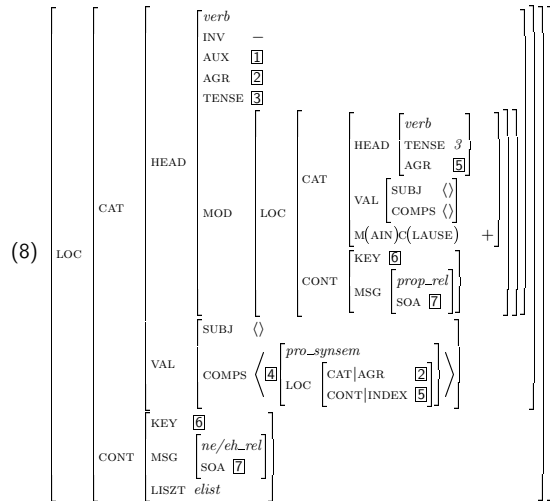 verb
INV −
AUX 1
AGR 2
TENSE 3
HEAD verb
TENSE 3
AGR 5
CAT
HEAD
VAL SUBJ ⟨⟩
COMPS ⟨⟩
CAT
MOD LOC
M(AIN)C(LAUSE) +
(8) LOC
KEY 6
CONT MSG prop_rel
SOA 7
SUBJ ⟨⟩
VAL
COMPS ⟨ 4 pro_synsem
LOC CAT|AGR 2
CONT|INDEX 5 ⟩
KEY 6
CONT MSG ne/eh_rel
SOA 7
LISZT elist